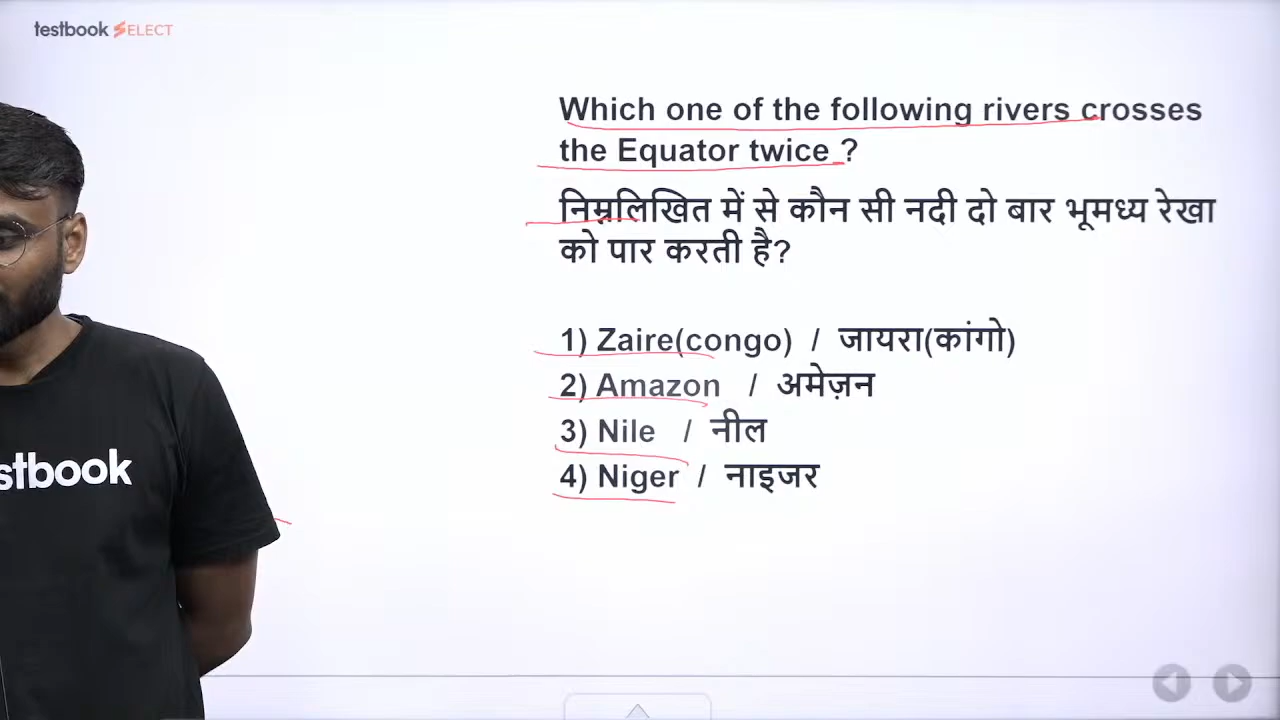 testbook SELECT
Which one of the following rivers crosses
the Equator twice ?
निम्नलिखित में से कौन सी नदी दो बार भूमध्य रेखा
को पार करती है?
1) Zaire(congo) / जायरा(कांगो)
2) Amazon / अमेज़न
3) Nile / नील
4) Niger / नाइजर
stbook